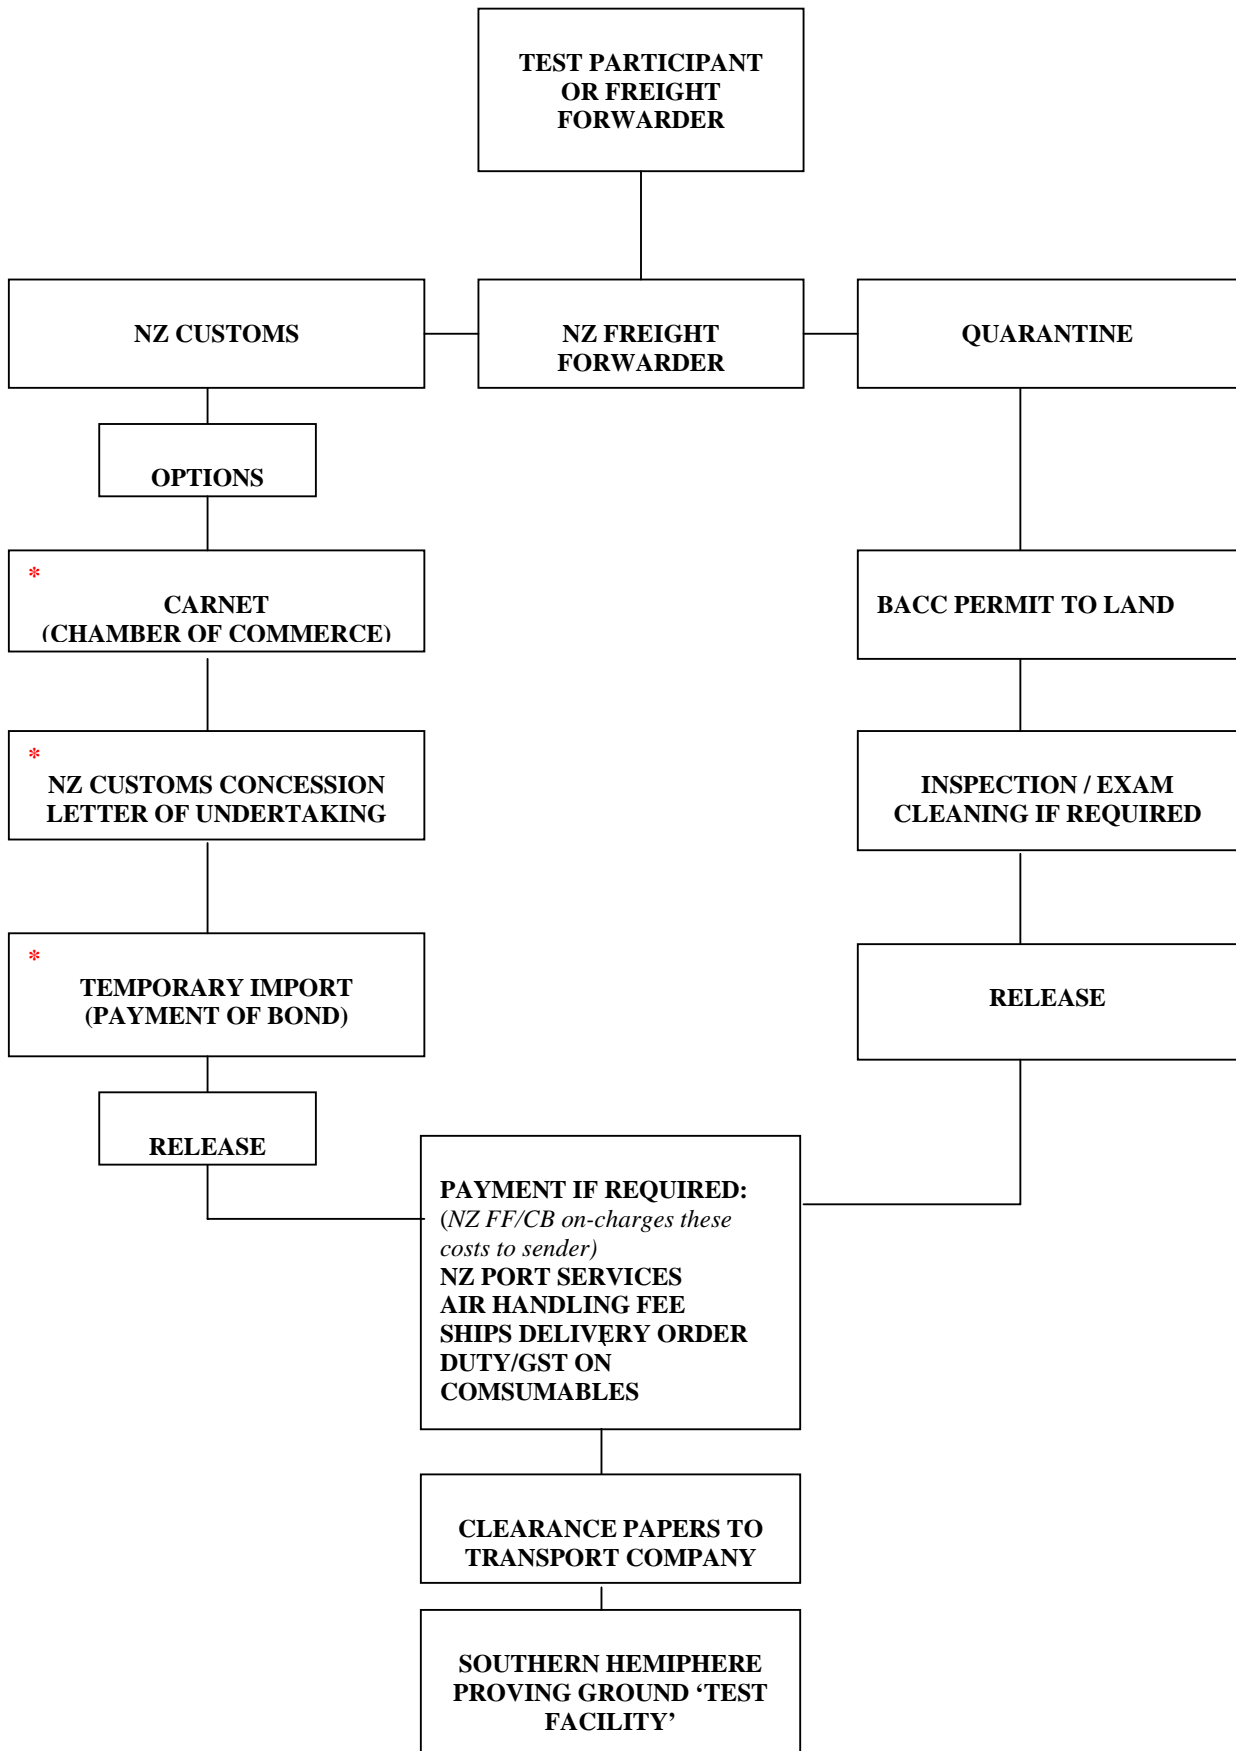 TEST PARTICIPANT
OR FREIGHT
FORWARDER
NZ CUSTOMS
NZ FREIGHT
FORWARDER
QUARANTINE
OPTIONS
*
CARNET
(CHAMBER OF COMMERCE)
BACC PERMIT TO LAND
*
NZ CUSTOMS CONCESSION
LETTER OF UNDERTAKING
INSPECTION / EXAM
CLEANING IF REQUIRED
*
TEMPORARY IMPORT
(PAYMENT OF BOND)
RELEASE
RELEASE
PAYMENT IF REQUIRED:
(NZ FF/CB on-charges these
costs to sender)
NZ PORT SERVICES
AIR HANDLING FEE
SHIPS DELIVERY ORDER
DUTY/GST ON
COMSUMABLES
CLEARANCE PAPERS TO
TRANSPORT COMPANY
SOUTHERN HEMIPHERE
PROVING GROUND ‘TEST
FACILITY’